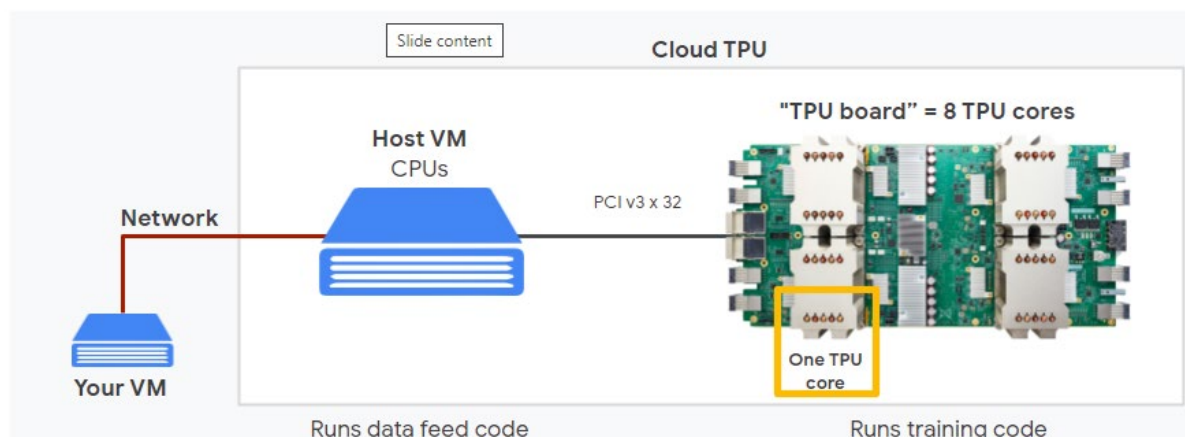 Slide content
Cloud TPU
"TPU board” = 8 TPU cores
Host VM
CPUs
PCI v3 x 32
Network
One TPU
core
Your VM
Runs data feed code
Runs training code